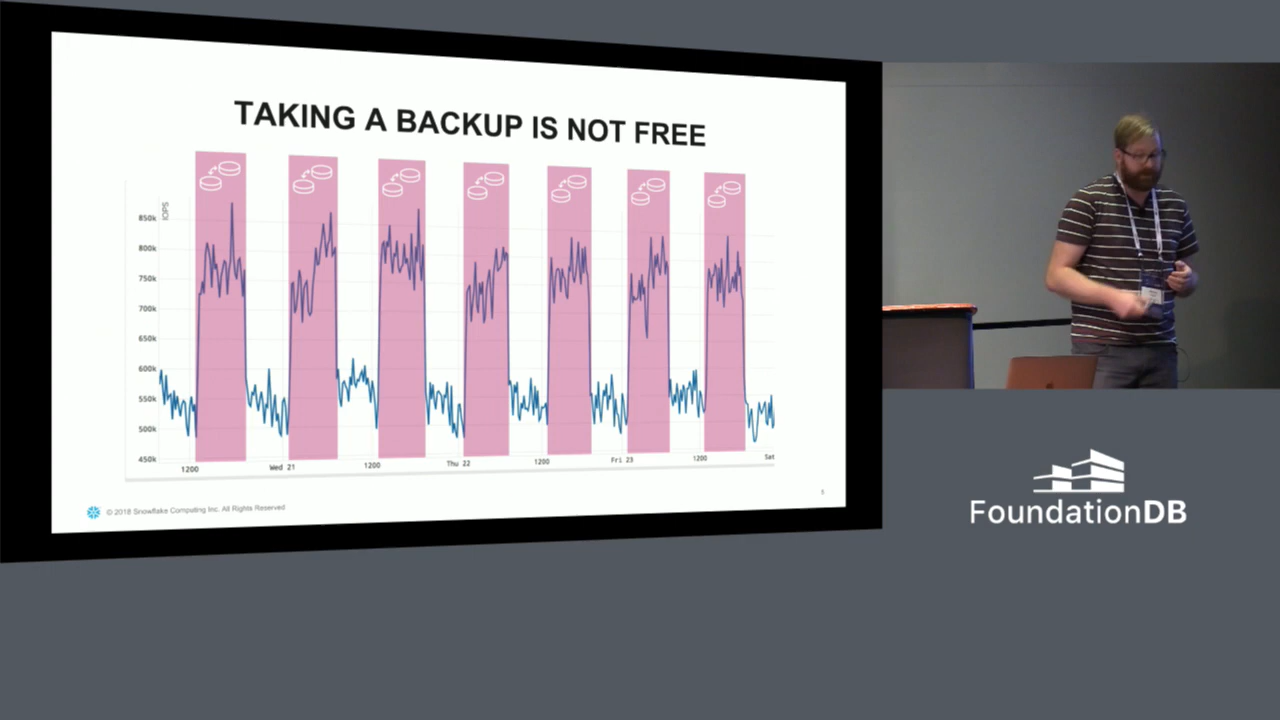 TAKING A BACKUP IS NOT FREE
IOPS
850k
800k
750k
700k
650k
600k
550k
500k
450k
1200
Wed 21
1200
Thu 22
1200
Fri 23
1200
Sat
5
© 2018 Snowflake Computing Inc. All Rights Reserved
FoundationDB